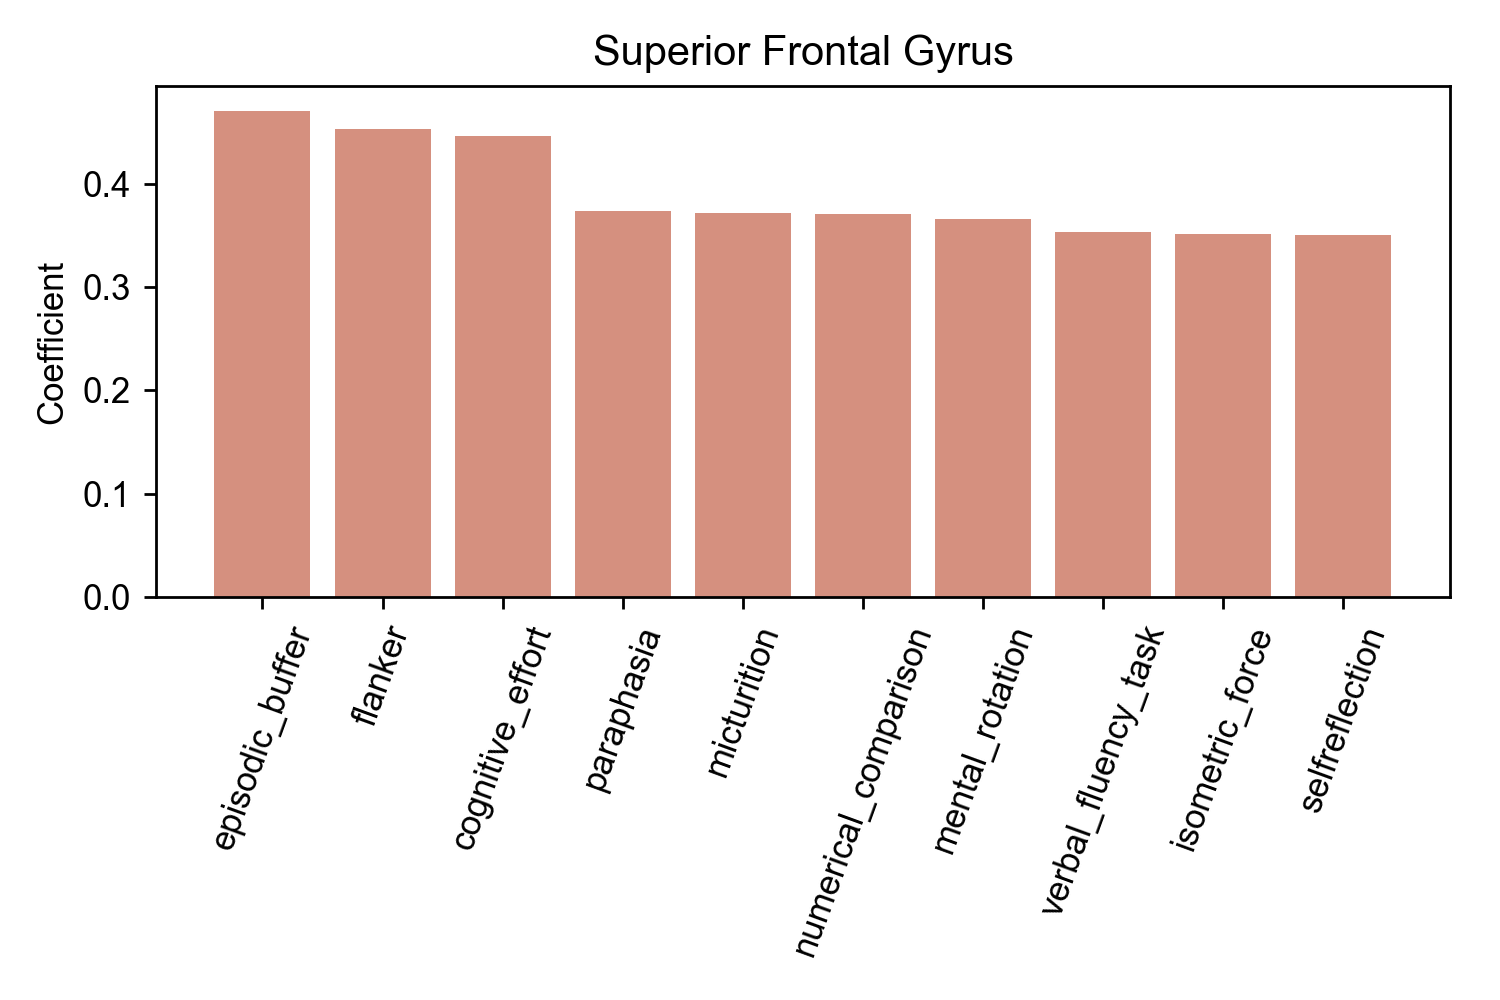 Superior Frontal Gyrus
Coefficient
0.4
0.3
0.2
0.1
0.0
episodic_buffer
flanker
cognitive_effort
paraphasia
micturition
numerical_comparison
mental_rotation
verbal_fluency_task
isometric_force
selfreflection